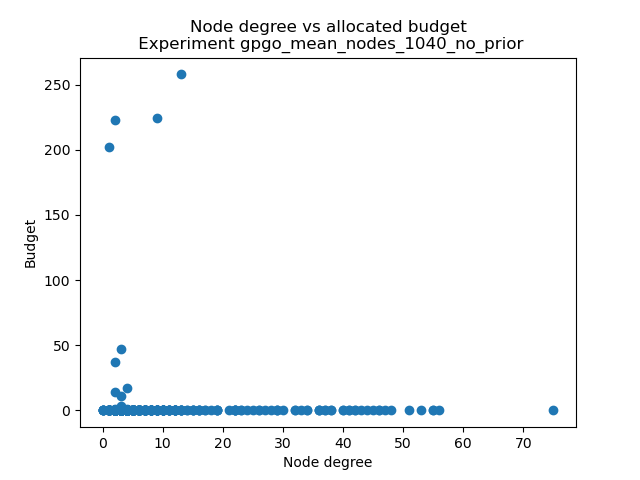 Node degree vs allocated budget
Experiment gpgo_mean_nodes_1040_no_prior
250
200
150
100
50
0
Budget
0 10 20 30 40 50 60 70
Node degree